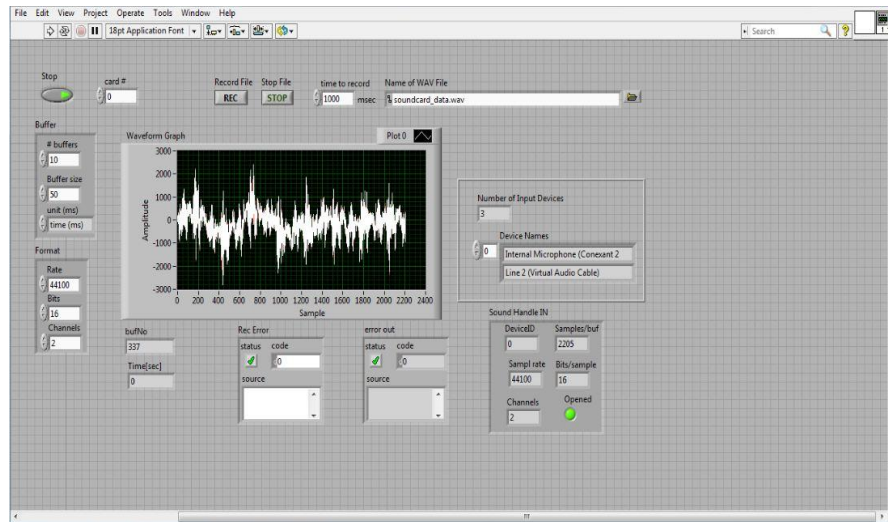 File Edit View Project Operate Tools Window Help
18pt Application Font
Search
Stop
card #
0
Record File
REC
Stop File
STOP
time to record
1000 msec
Name of WAV File
soundcard_data.wav
Buffer
# buffers
10
Buffer size
50
unit (ms)
time (ms)
Format
Rate
44100
Bits
16
Channels
2
Waveform Graph
Plot 0
Amplitude
3000
2000
1000
0
-1000
-2000
-3000
0 200 400 600 800 1000 1200 1400 1600 1800 2000 2200 2400
Sample
bufNo
337
Time[sec]
0
Rec Error
status code
0
source
error out
status code
0
source
Number of Input Devices
3
Device Names
0
Internal Microphone (Conexant 2
Line 2 (Virtual Audio Cable)
Sound Handle IN
DeviceID Samples/buf
0 2205
Sampl rate Bits/sample
44100 16
Channels Opened
2